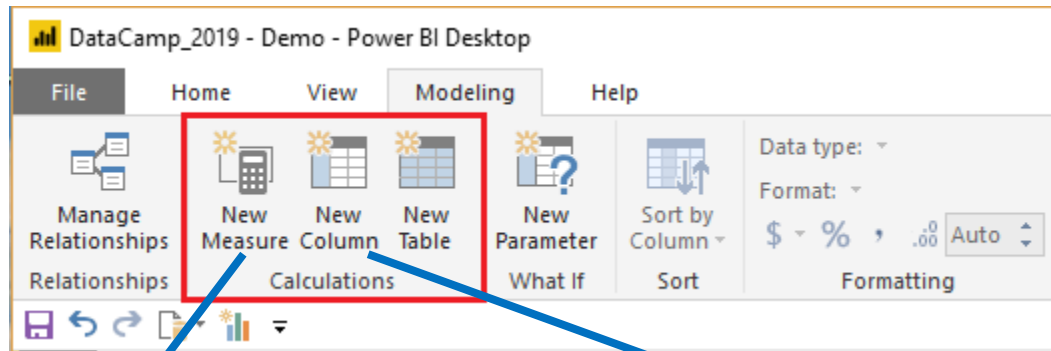 DataCamp_2019 - Demo - Power BI Desktop
File Home View Modeling Help
Manage Relationships
New Measure
New Column
New Table
New Parameter
Sort by Column
Data type:
Format:
$ % , .00 Auto
Relationships Calculations What If Sort Formatting